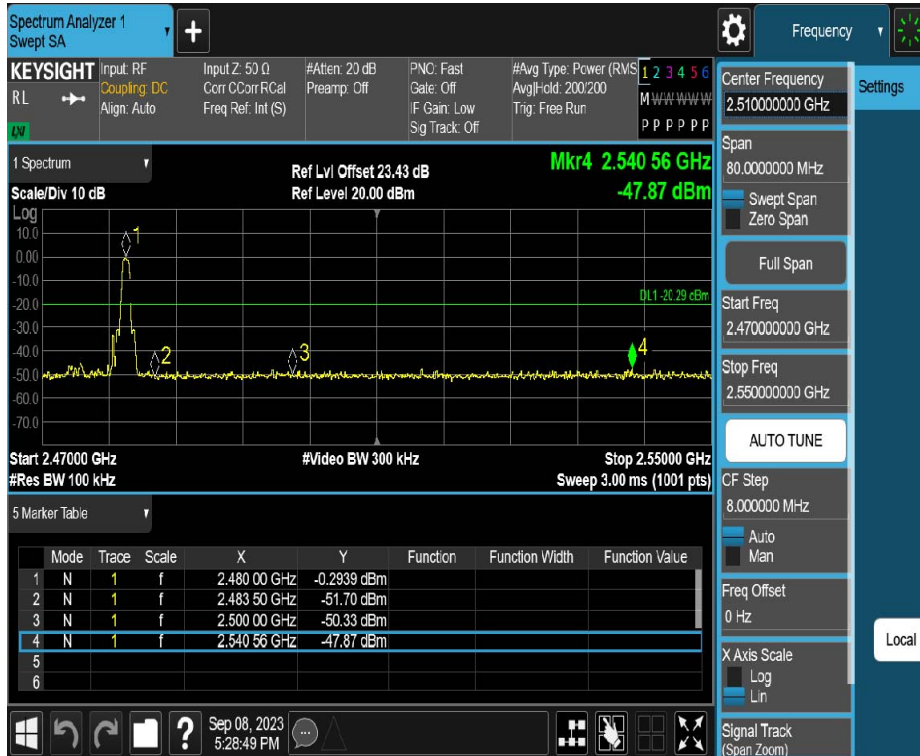 Spectrum Analyzer 1
Swept SA
+
Frequency
KEYSIGHT
RL
LXI
Input: RF
Coupling: DC
Align: Auto
Input Z: 50 Ω
Corr CCorr RCal
Freq Ref: Int (S)
#Atten: 20 dB
Preamp: Off
PNO: Fast
Gate: Off
IF Gain: Low
Sig Track: Off
#Avg Type: Power (RMS
Avg|Hold: 200/200
Trig: Free Run
1 2 3 4 5 6
M W W W W W
P P P P P P
Center Frequency
2.510000000 GHz
Settings
Span
80.0000000 MHz
Swept Span
Zero Span
Full Span
Start Freq
2.470000000 GHz
Stop Freq
2.550000000 GHz
AUTO TUNE
CF Step
8.000000 MHz
Auto
Man
Freq Offset
0 Hz
X Axis Scale
Log
Lin
Signal Track
(Span Zoom)
Local
1 Spectrum
Scale/Div 10 dB
Ref Lvl Offset 23.43 dB
Ref Level 20.00 dBm
Mkr4 2.540 56 GHz
-47.87 dBm
Log
10.0
0.00
-10.0
-20.0
-30.0
-40.0
-50.0
-60.0
-70.0
1
2
3
4
DL1 -20.29 dBm
Start 2.47000 GHz
#Res BW 100 kHz
#Video BW 300 kHz
Stop 2.55000 GHz
Sweep 3.00 ms (1001 pts)
5 Marker Table
Mode Trace Scale X Y Function Function Width Function Value
1 N 1 f 2.480 00 GHz -0.2939 dBm
2 N 1 f 2.483 50 GHz -51.70 dBm
3 N 1 f 2.500 00 GHz -50.33 dBm
4 N 1 f 2.540 56 GHz -47.87 dBm
5
6
?
Sep 08, 2023
5:28:49 PM